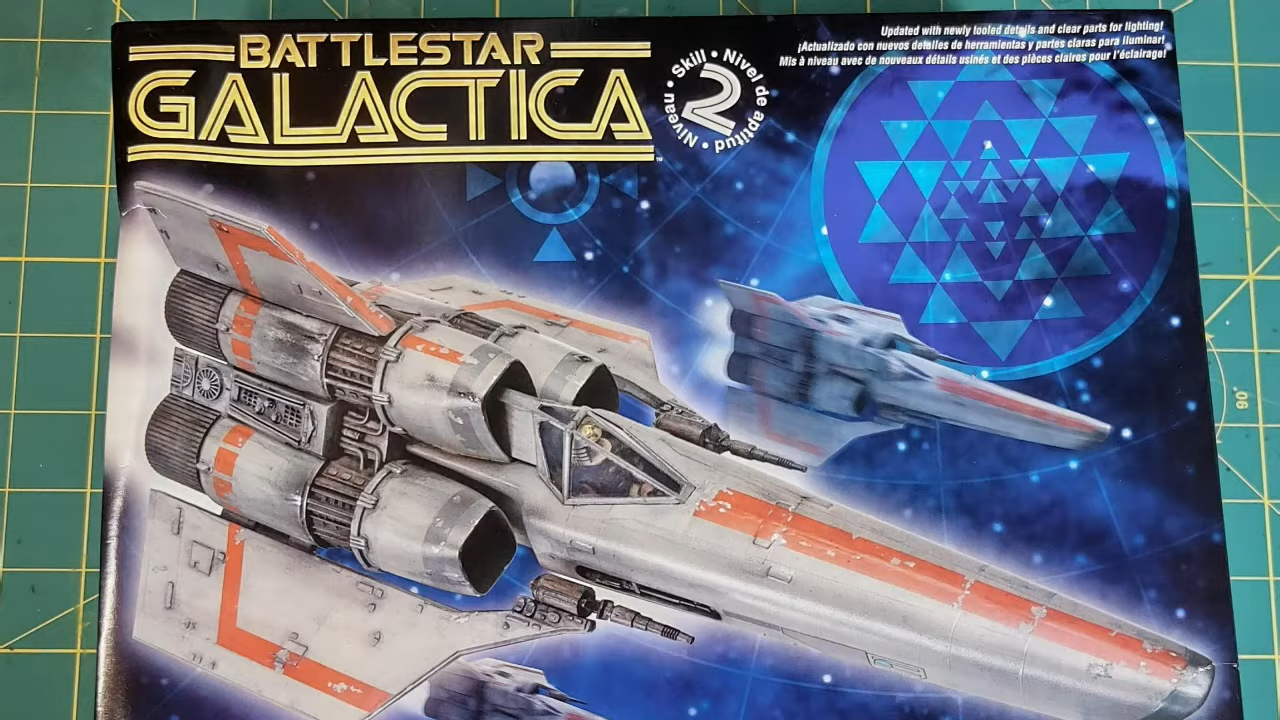 BATTLESTAR
GALACTICA
TM
Skill • Nivel de aptitud • Niveau •
2
Updated with newly tooled details and clear parts for lighting!
¡Actualizado con nuevos detalles de herramientas y partes claras para iluminar!
Mis à niveau avec de nouveaux détails usinés et des pièces claires pour l'éclairage!
90°